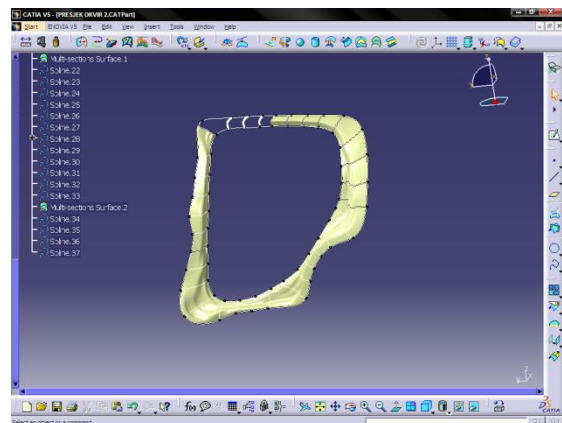 CATIA V5 - [PRESJEK OKVIR 2.CATPart]
Start ENOVIA V5 File Edit View Insert Tools Window Help
Multi-sections Surface.1
Spline.22
Spline.23
Spline.24
Spline.25
Spline.26
Spline.27
Spline.28
Spline.29
Spline.30
Spline.31
Spline.32
Spline.33
Multi-sections Surface.2
Spline.34
Spline.35
Spline.36
Spline.37
f(x)
CATIA
Select an object or a command